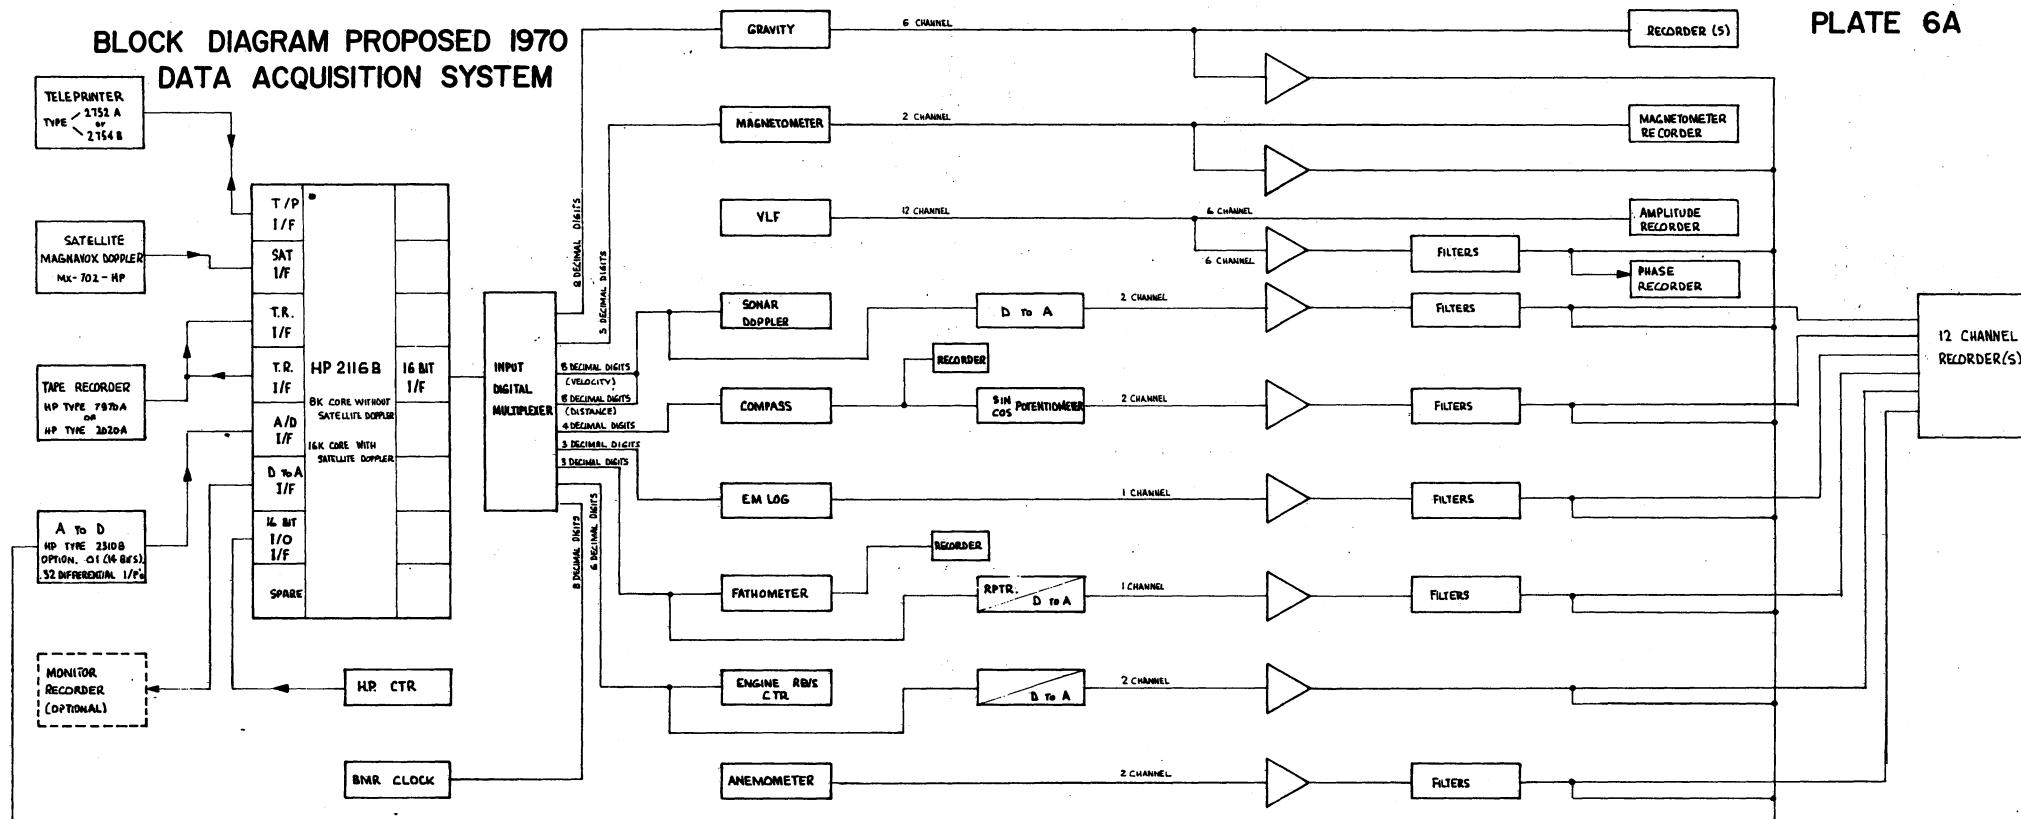 BLOCK DIAGRAM PROPOSED 1970
DATA ACQUISITION SYSTEM
PLATE 6A
TELEPRINTER
TYPE 2752 A
or
2754 B
SATELLITE
MAGNAVOX DOPPLER
MX-702-HP
TAPE RECORDER
HP TYPE 7970A
OR
HP TYPE 2020A
A To D
HP TYPE 2310B
OPTION. 01 (14 BITS)
32 DIFFERENTIAL I/P's
MONITOR
RECORDER
(OPTIONAL)
T/P
I/F
SAT
I/F
T.R.
I/F
T.R.
I/F
A/D
I/F
D To A
I/F
16 BIT
I/O
I/F
SPARE
HP 2116B
8K CORE WITHOUT
SATELLITE DOPPLER
16K CORE WITH
SATELLITE DOPPLER
16 BIT
I/F
H.P. CTR
BMR CLOCK
INPUT
DIGITAL
MULTIPLEXER
8 DECIMAL DIGITS
5 DECIMAL DIGITS
8 DECIMAL DIGITS
(VELOCITY)
8 DECIMAL DIGITS
(DISTANCE)
4 DECIMAL DIGITS
3 DECIMAL DIGITS
3 DECIMAL DIGITS
6 DECIMAL DIGITS
8 DECIMAL DIGITS
GRAVITY
6 CHANNEL
RECORDER (S)
MAGNETOMETER
2 CHANNEL
MAGNETOMETER
RECORDER
VLF
12 CHANNEL
6 CHANNEL
AMPLITUDE
RECORDER
6 CHANNEL
FILTERS
PHASE
RECORDER
SONAR
DOPPLER
D To A
2 CHANNEL
FILTERS
RECORDER
COMPASS
SIN
COS POTENTIOMETER
2 CHANNEL
FILTERS
EM LOG
1 CHANNEL
FILTERS
RECORDER
FATHOMETER
RPTR.
D To A
1 CHANNEL
FILTERS
ENGINE REVS
CTR
D To A
2 CHANNEL
ANEMOMETER
2 CHANNEL
FILTERS
12 CHANNEL
RECORDER(S)